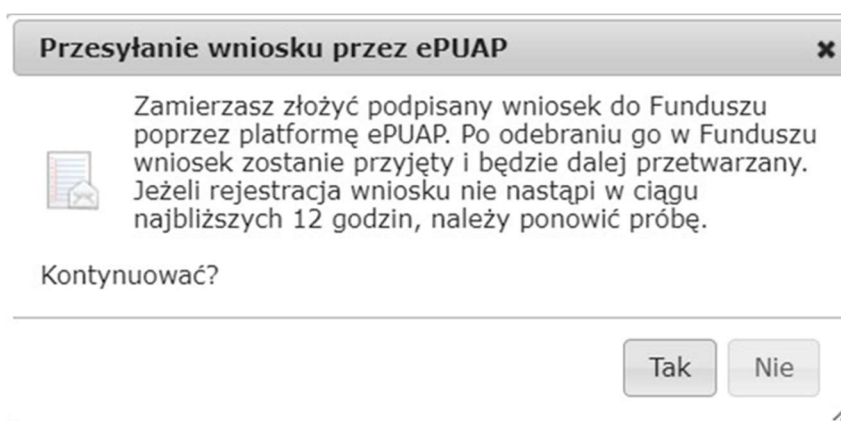 Przesyłanie wniosku przez ePUAP
Zamierzasz złożyć podpisany wniosek do Funduszu
poprzez platformę ePUAP. Po odebraniu go w Funduszu
wniosek zostanie przyjęty i będzie dalej przetwarzany.
Jeżeli rejestracja wniosku nie nastąpi w ciągu
najbliższych 12 godzin, należy ponowić próbę.
Kontynuować?
Tak Nie